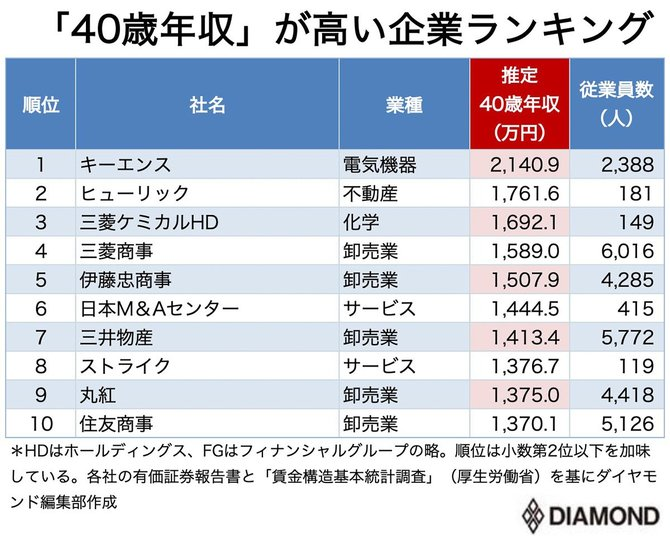 「40歳年収」が高い企業ランキング
順位 社名 業種 推定40歳年収（万円） 従業員数（人）
1 キーエンス 電気機器 2,140.9 2,388
2 ヒューリック 不動産 1,761.6 181
3 三菱ケミカルHD 化学 1,692.1 149
4 三菱商事 卸売業 1,589.0 6,016
5 伊藤忠商事 卸売業 1,507.9 4,285
6 日本M&Aセンター サービス 1,444.5 415
7 三井物産 卸売業 1,413.4 5,772
8 ストライク サービス 1,376.7 119
9 丸紅 卸売業 1,375.0 4,418
10 住友商事 卸売業 1,370.1 5,126
＊HDはホールディングス、FGはフィナンシャルグループの略。順位は小数第2位以下を加味
している。各社の有価証券報告書と「賃金構造基本統計調査」（厚生労働省）を基にダイヤモ
ンド編集部作成
DIAMOND